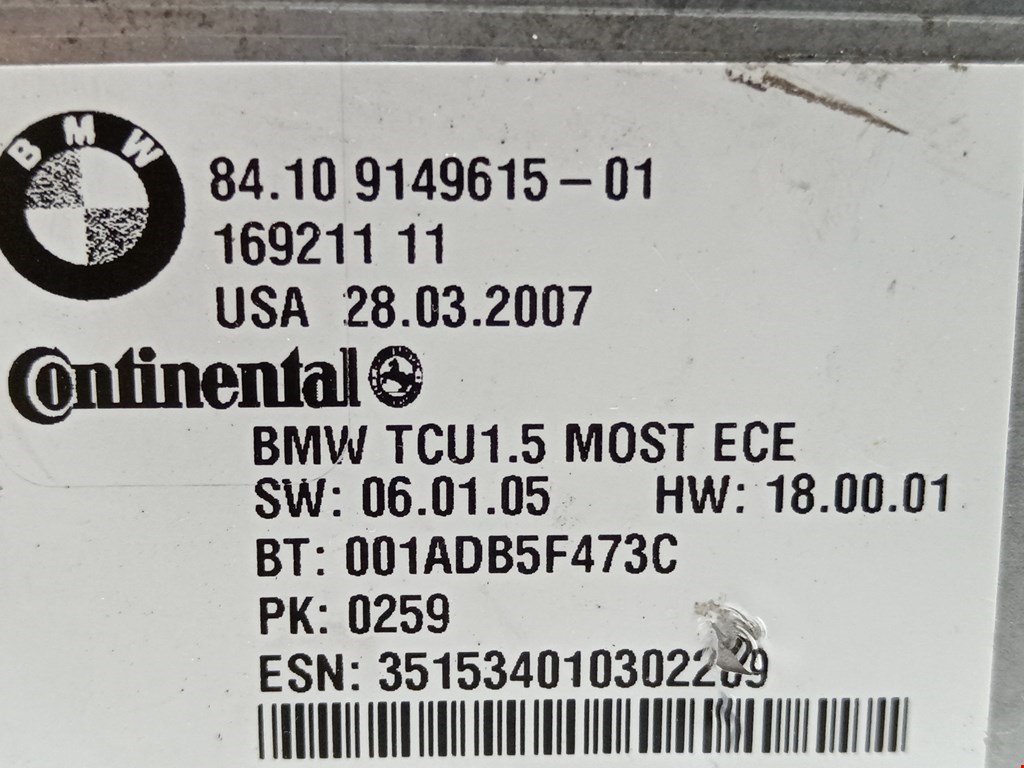 BMW
84.10 9149615-01
169211 11
USA 28.03.2007
Continental
BMW TCU1.5 MOST ECE
SW: 06.01.05 HW: 18.00.01
BT: 001ADB5F473C
PK: 0259
ESN: